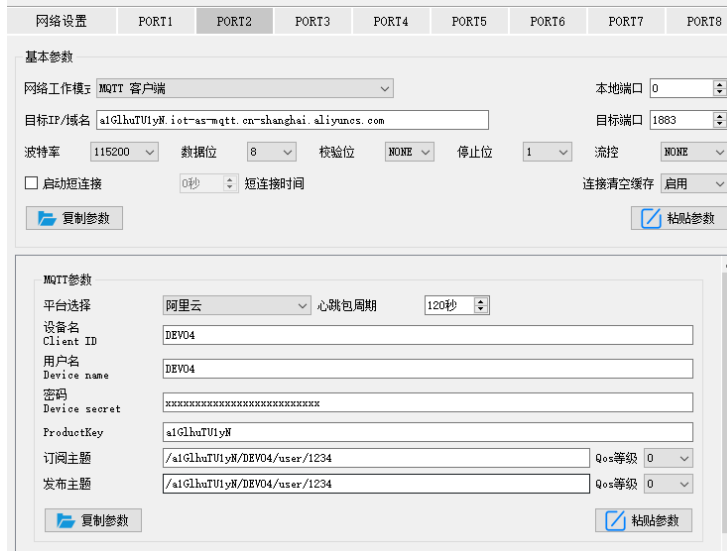 网络设置 PORT1 PORT2 PORT3 PORT4 PORT5 PORT6 PORT7 PORT8
基本参数
网络工作模式 MQTT 客户端 本地端口 0
目标IP/域名 a1GlhuTU1yN.iot-as-mqtt.cn-shanghai.aliyuncs.com 目标端口 1883
波特率 115200 数据位 8 校验位 NONE 停止位 1 流控 NONE
启动短连接 0秒 短连接时间 连接清空缓存 启用
复制参数 粘贴参数
MQTT参数
平台选择 阿里云 心跳包周期 120秒
设备名
Client ID DEV04
用户名
Device name DEV04
密码
Device secret xxxxxxxxxxxxxxxxxxxxxxxxxx
ProductKey a1GlhuTU1yN
订阅主题 /a1GlhuTU1yN/DEV04/user/1234 Qos等级 0
发布主题 /a1GlhuTU1yN/DEV04/user/1234 Qos等级 0
复制参数 粘贴参数